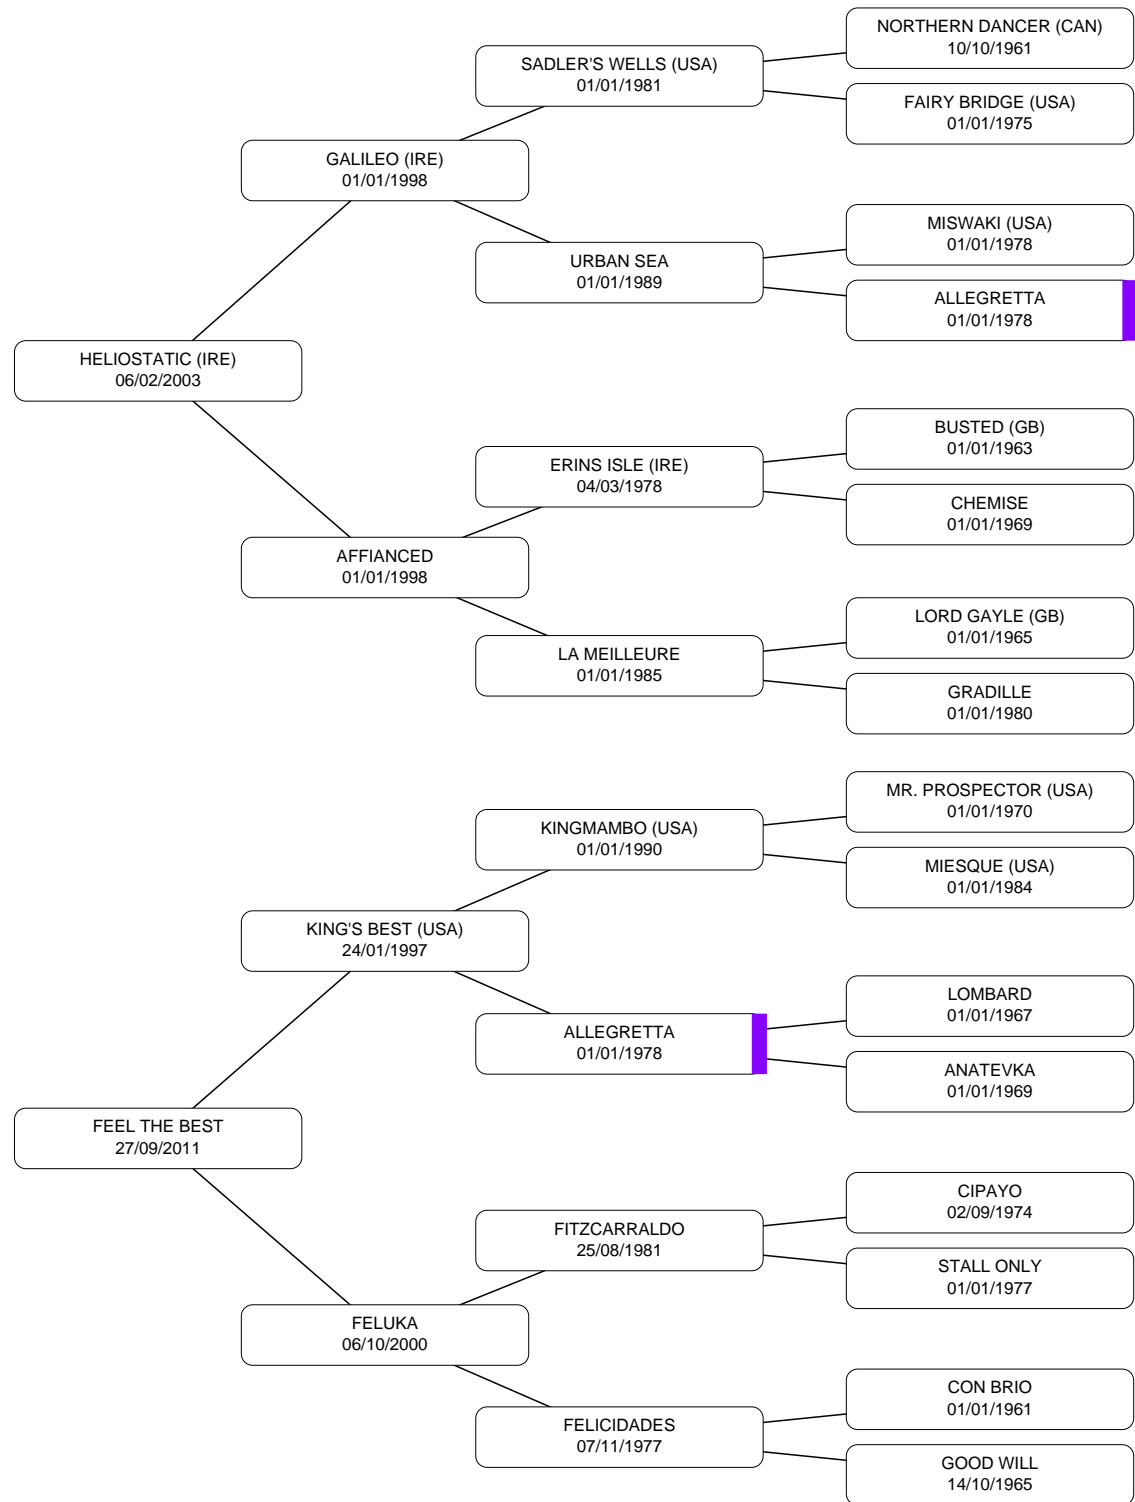 NORTHERN DANCER (CAN)
10/10/1961
SADLER'S WELLS (USA)
01/01/1981
FAIRY BRIDGE (USA)
01/01/1975
GALILEO (IRE)
01/01/1998
MISWAKI (USA)
01/01/1978
URBAN SEA
01/01/1989
ALLEGRETTA
01/01/1978
HELIOSTATIC (IRE)
06/02/2003
BUSTED (GB)
01/01/1963
ERINS ISLE (IRE)
04/03/1978
CHEMISE
01/01/1969
AFFIANCED
01/01/1998
LORD GAYLE (GB)
01/01/1965
LA MEILLEURE
01/01/1985
GRADILLE
01/01/1980
MR. PROSPECTOR (USA)
01/01/1970
KINGMAMBO (USA)
01/01/1990
MIESQUE (USA)
01/01/1984
KING'S BEST (USA)
24/01/1997
LOMBARD
01/01/1967
ALLEGRETTA
01/01/1978
ANATEVKA
01/01/1969
FEEL THE BEST
27/09/2011
CIPAYO
02/09/1974
FITZCARRALDO
25/08/1981
STALL ONLY
01/01/1977
FELUKA
06/10/2000
CON BRIO
01/01/1961
FELICIDADES
07/11/1977
GOOD WILL
14/10/1965